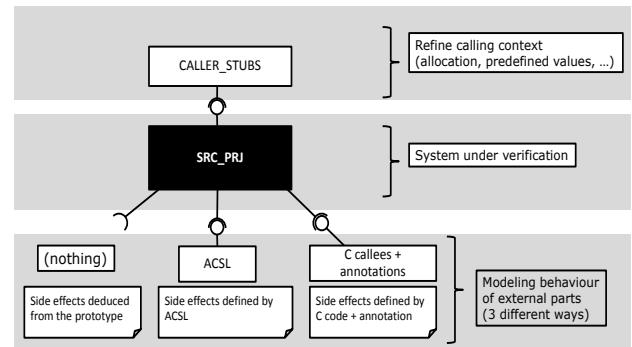 CALLER_STUBS
Refine calling context
(allocation, predefined values, …)
SRC_PRJ
System under verification
(nothing)
ACSL
C callees +
annotations
Side effects deduced
from the prototype
Side effects defined by
ACSL
Side effects defined by
C code + annotation
Modeling behaviour
of external parts
(3 different ways)